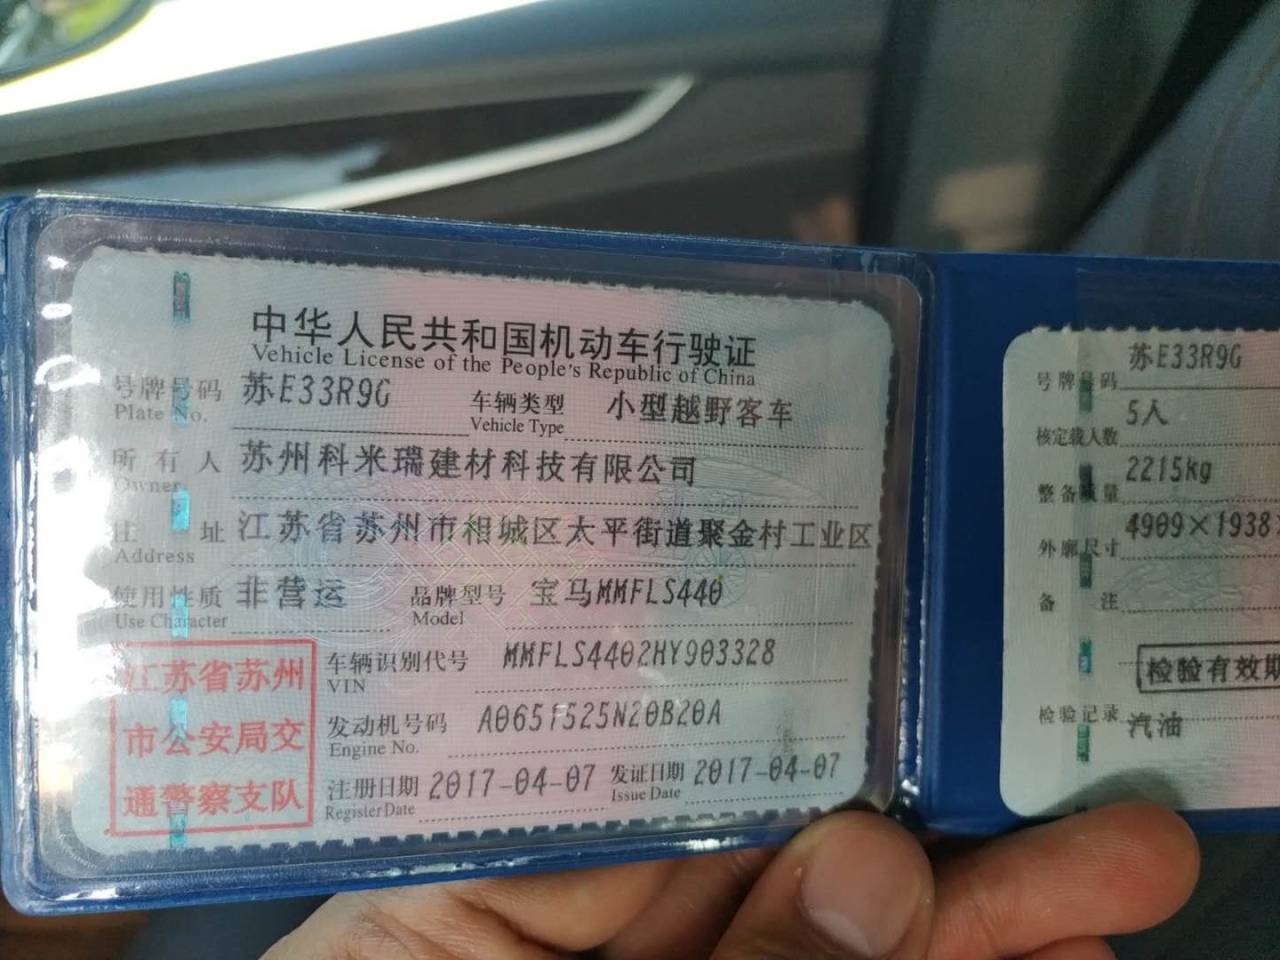 中华人民共和国机动车行驶证
Vehicle License of the People's Republic of China
号牌号码 苏E33R9G 车辆类型 小型越野客车
Plate No. Vehicle Type
所有人 苏州科米瑞建材科技有限公司
Owner
住址 江苏省苏州市相城区太平街道聚金村工业区
Address
使用性质 非营运 品牌型号 宝马MMFLS440
Use Character Model
车辆识别代号 MMFLS4402HY903328
VIN
发动机号码 A0651525N20B20A
Engine No.
注册日期 2017-04-07 发证日期 2017-04-07
Register Date Issue Date
江苏省苏州
市公安局交
通警察支队
号牌号码 苏E33R9G
核定载人数 5人
整备质量 2215kg
外廓尺寸 4909×1938
备注
检验有效期
检验记录 汽油